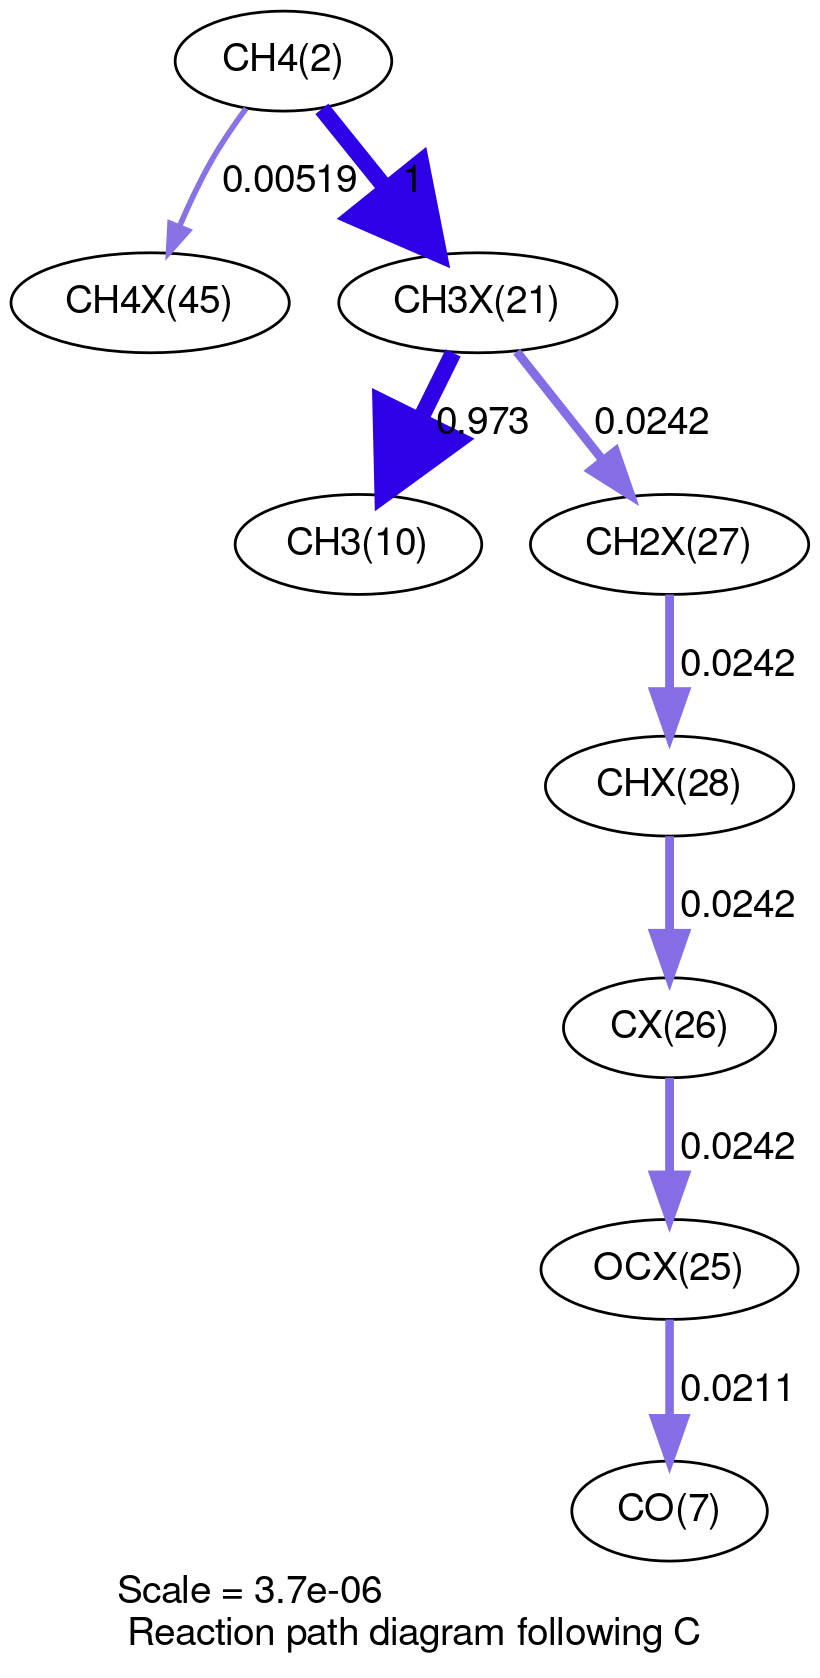 CH4(2)
0.00519
1
CH4X(45)
CH3X(21)
0.973
0.0242
CH3(10)
CH2X(27)
0.0242
CHX(28)
0.0242
CX(26)
0.0242
OCX(25)
0.0211
CO(7)
Scale = 3.7e-06
Reaction path diagram following C